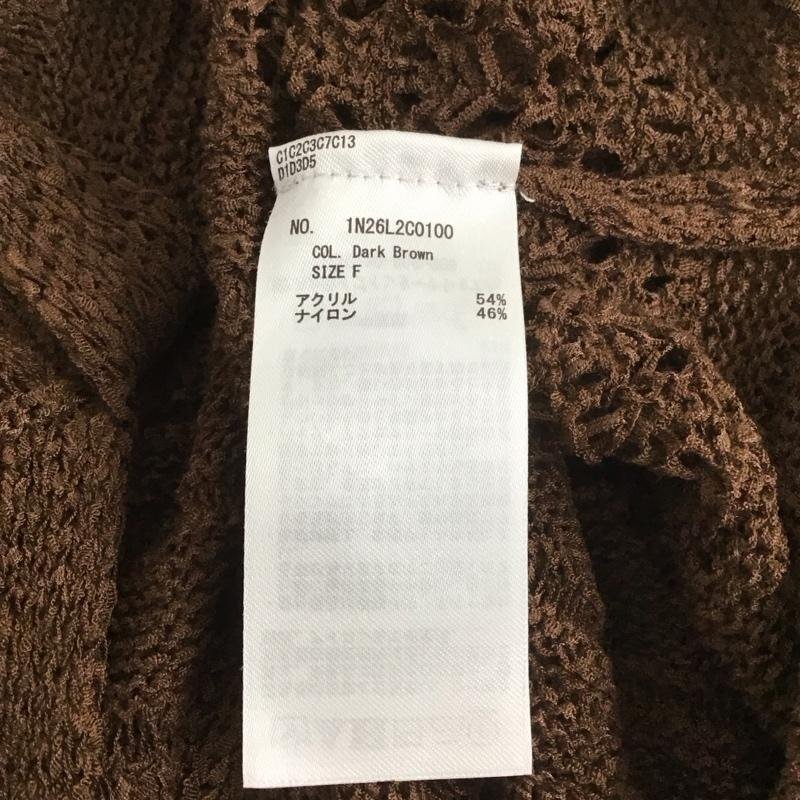 C1C2C3C7C13
D1D3D5
NO. 1N26L2C0100
COL. Dark Brown
SIZE F
アクリル 54%
ナイロン 46%